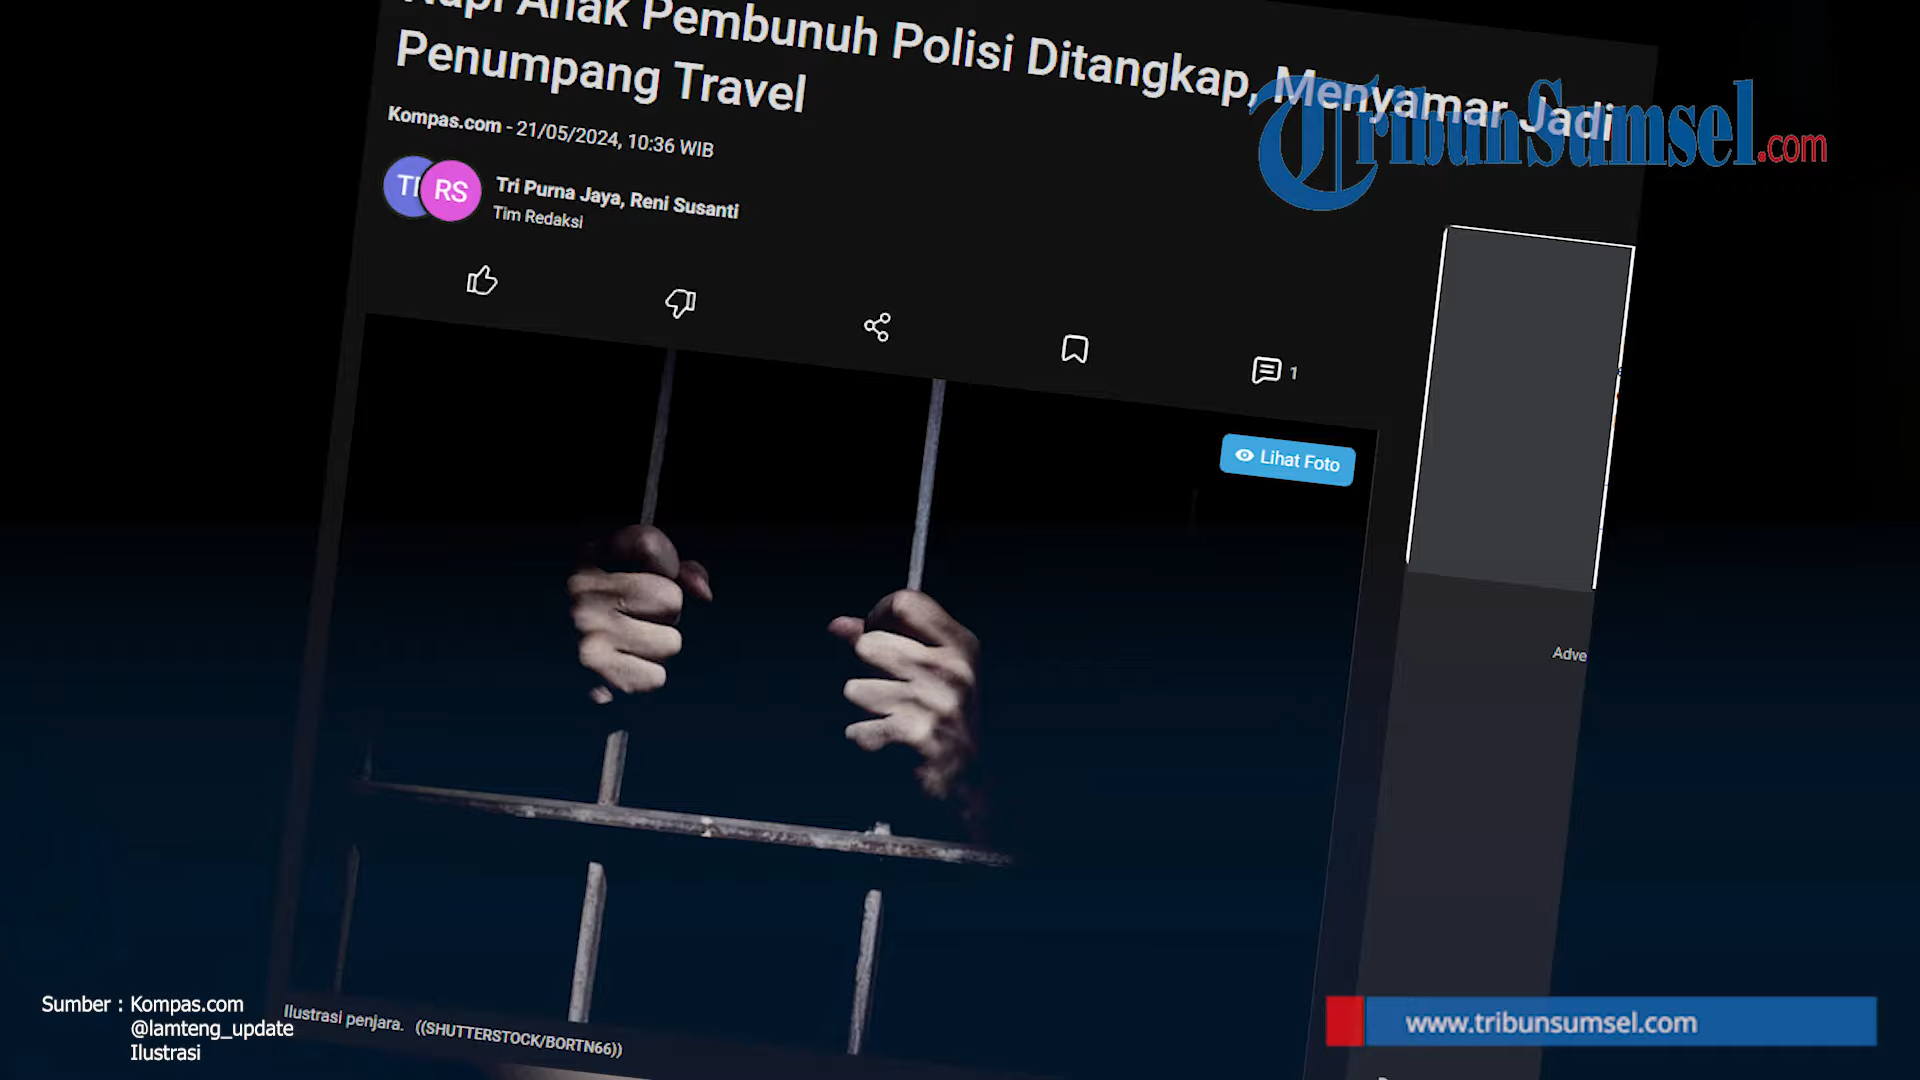 Napi Anak Pembunuh Polisi Ditangkap, Menyamar Jadi
Penumpang Travel
TribunSumsel.com
Kompas.com - 21/05/2024, 10:36 WIB
RS
Tri Purna Jaya, Reni Susanti
Tim Redaksi
1
Lihat Foto
Adve
Sumber : Kompas.com
@lamteng_update
Ilustrasi
Ilustrasi penjara. ((SHUTTERSTOCK/BORTN66))
www.tribunsumsel.com